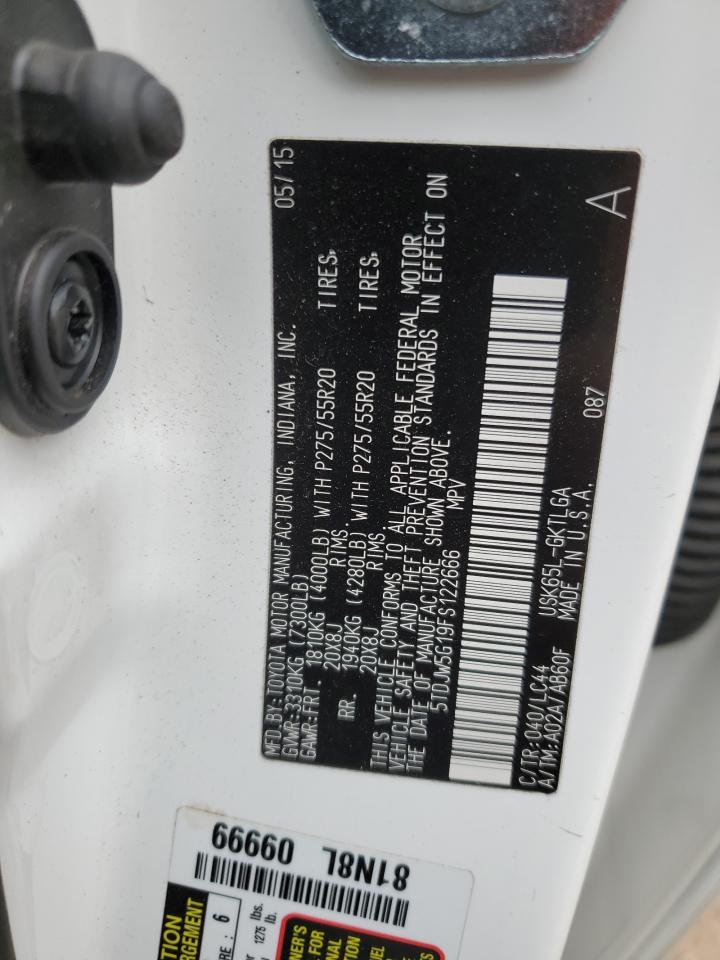 MFD. BY: TOYOTA MOTOR MANUFACTURING, INDIANA, INC. 05/15
GVWR:3310KG (7300LB)
GAWR:FRT. 1810KG (4000LB) WITH P275/55R20 TIRES,
20X8J RIMS.
RR. 1940KG (4280LB) WITH P275/55R20 TIRES,
20X8J RIMS.
THIS VEHICLE CONFORMS TO ALL APPLICABLE FEDERAL MOTOR
VEHICLE SAFETY AND THEFT PREVENTION STANDARDS IN EFFECT ON
THE DATE OF MANUFACTURE SHOWN ABOVE.
5TDJW5G19FS122666 MPV
087
C/TR:040/LC44 USK65L-GKTLGA
A/TM:A02A/AB60F MADE IN U.S.A.
A
81N8L 09999
6
1275 lbs.
lb.